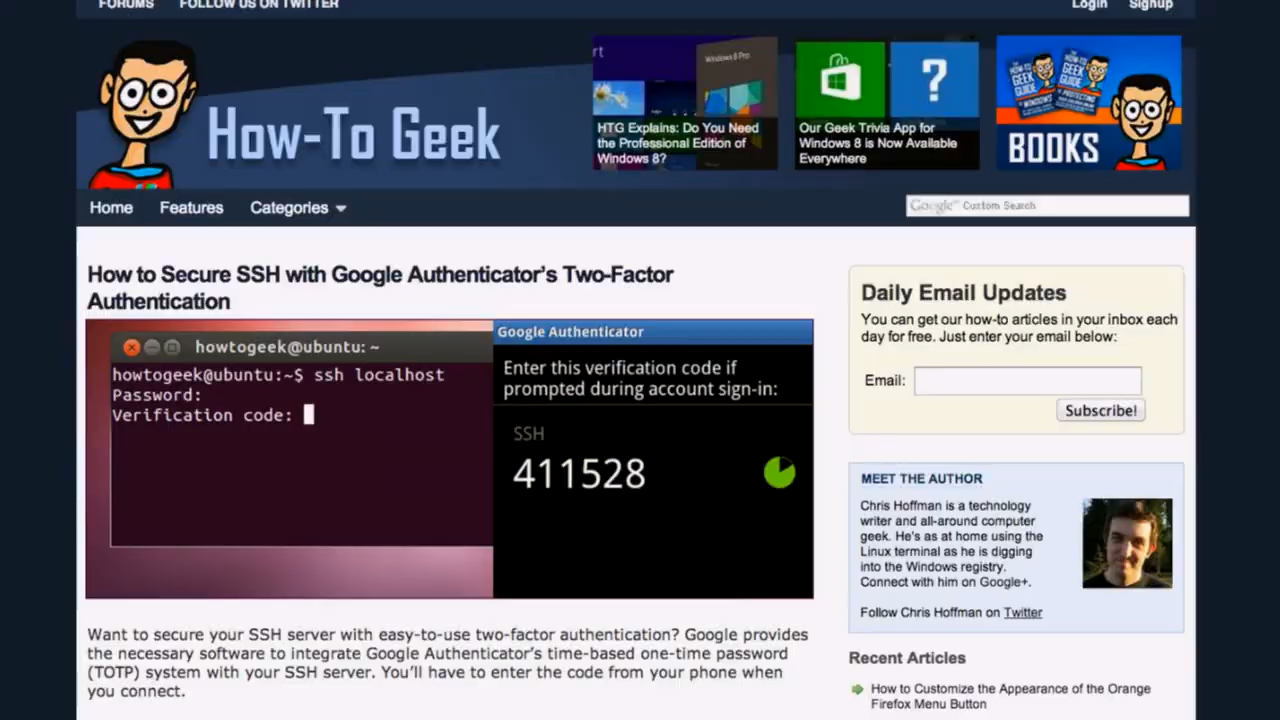 FORUMS FOLLOW US ON TWITTER
Login Signup
How-To Geek
rt
Windows 8 Pro
HTG Explains: Do You Need
the Professional Edition of
Windows 8?
?
Our Geek Trivia App for
Windows 8 is Now Available
Everywhere
THE
HOW-TO
GEEK
GUIDE
BOOKS
Home Features Categories
Google™ Custom Search
How to Secure SSH with Google Authenticator's Two-Factor
Authentication
howtogeek@ubuntu: ~
howtogeek@ubuntu:~$ ssh localhost
Password:
Verification code:
Google Authenticator
Enter this verification code if
prompted during account sign-in:
SSH
411528
Want to secure your SSH server with easy-to-use two-factor authentication? Google provides
the necessary software to integrate Google Authenticator's time-based one-time password
(TOTP) system with your SSH server. You'll have to enter the code from your phone when
you connect.
Daily Email Updates
You can get our how-to articles in your inbox each
day for free. Just enter your email below:
Email:
Subscribe!
MEET THE AUTHOR
Chris Hoffman is a technology
writer and all-around computer
geek. He's as at home using the
Linux terminal as he is digging
into the Windows registry.
Connect with him on Google+.
Follow Chris Hoffman on Twitter
Recent Articles
How to Customize the Appearance of the Orange
Firefox Menu Button